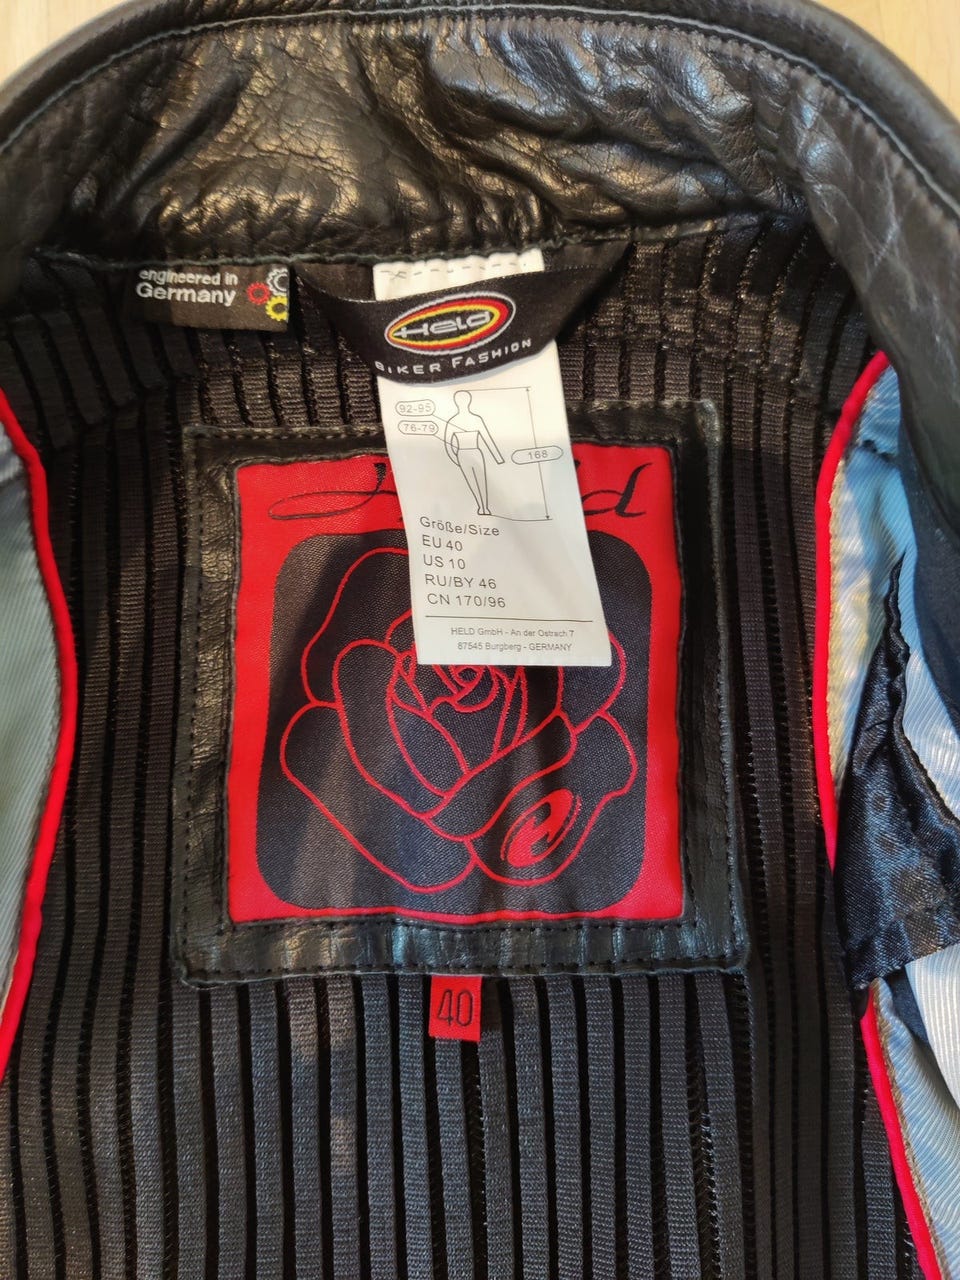 engineered in
Germany
Held
BIKER FASHION
92-95
76-79
168
Größe/Size
EU 40
US 10
RU/BY 46
CN 170/96
HELD GmbH - An der Ostrach 7
87545 Burgberg - GERMANY
40